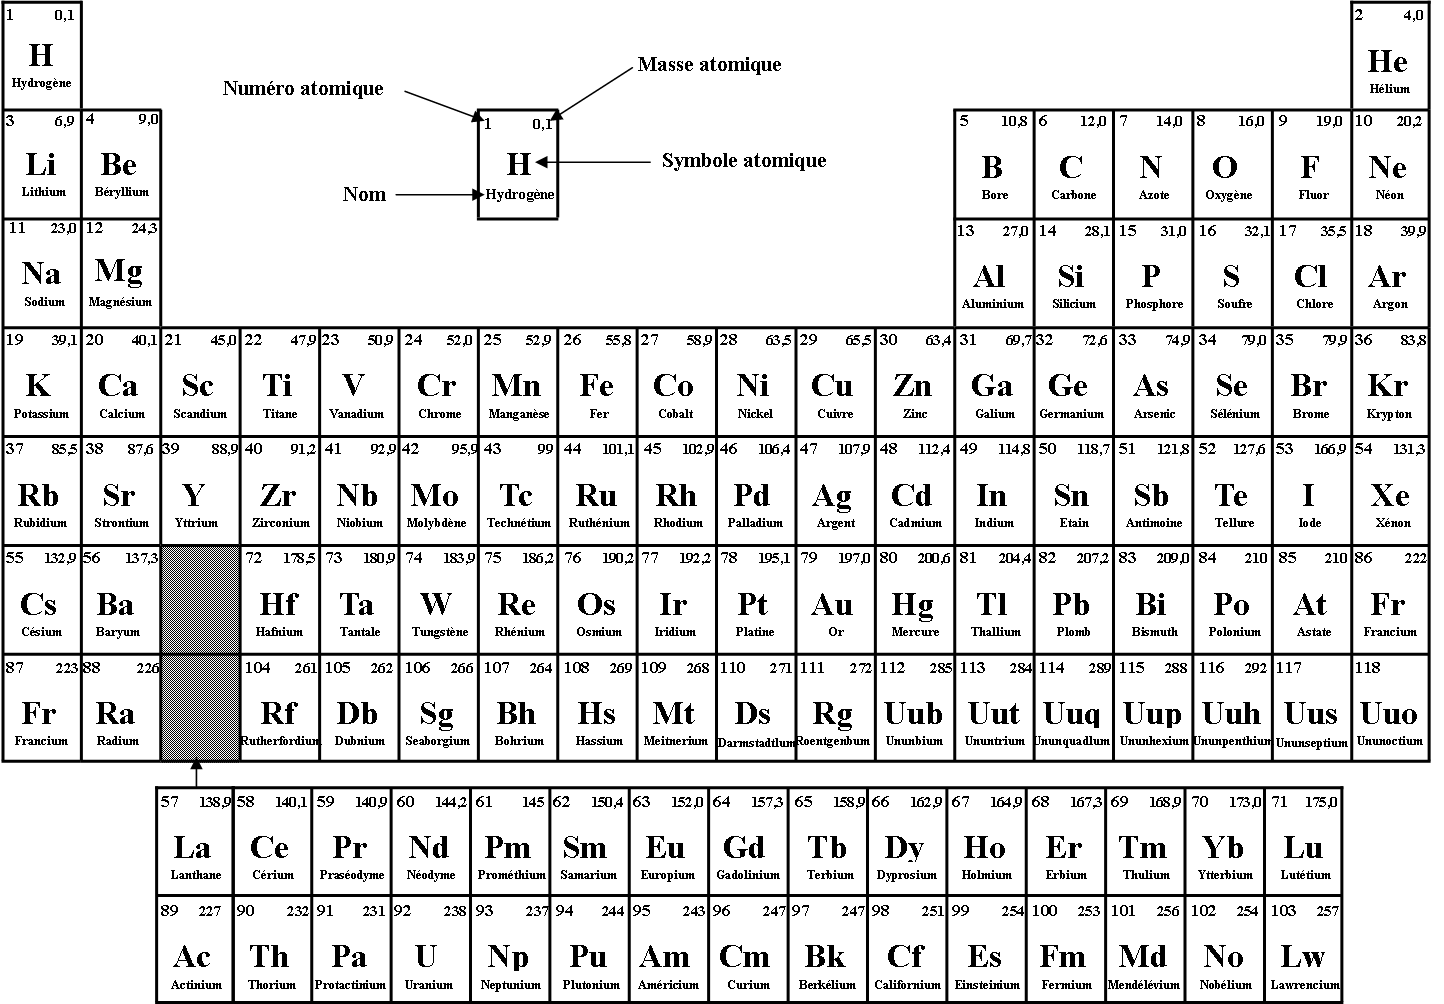 1 0,1
H
Hydrogène
2 4,0
He
Hélium
Numéro atomique
Masse atomique
1 0,1
H
Hydrogène
Symbole atomique
Nom
3 6,9
Li
Lithium
4 9,0
Be
Béryllium
5 10,8
B
Bore
6 12,0
C
Carbone
7 14,0
N
Azote
8 16,0
O
Oxygène
9 19,0
F
Fluor
10 20,2
Ne
Néon
11 23,0
Na
Sodium
12 24,3
Mg
Magnésium
13 27,0
Al
Aluminium
14 28,1
Si
Silicium
15 31,0
P
Phosphore
16 32,1
S
Soufre
17 35,5
Cl
Chlore
18 39,9
Ar
Argon
19 39,1
K
Potassium
20 40,1
Ca
Calcium
21 45,0
Sc
Scandium
22 47,9
Ti
Titane
23 50,9
V
Vanadium
24 52,0
Cr
Chrome
25 52,9
Mn
Manganèse
26 55,8
Fe
Fer
27 58,9
Co
Cobalt
28 63,5
Ni
Nickel
29 65,5
Cu
Cuivre
30 63,4
Zn
Zinc
31 69,7
Ga
Galium
32 72,6
Ge
Germanium
33 74,9
As
Arsenic
34 79,0
Se
Sélénium
35 79,9
Br
Brome
36 83,8
Kr
Krypton
37 85,5
Rb
Rubidium
38 87,6
Sr
Strontium
39 88,9
Y
Yttrium
40 91,2
Zr
Zirconium
41 92,9
Nb
Niobium
42 95,9
Mo
Molybdène
43 99
Tc
Technétium
44 101,1
Ru
Ruthénium
45 102,9
Rh
Rhodium
46 106,4
Pd
Palladium
47 107,9
Ag
Argent
48 112,4
Cd
Cadmium
49 114,8
In
Indium
50 118,7
Sn
Etain
51 121,8
Sb
Antimoine
52 127,6
Te
Tellure
53 166,9
I
Iode
54 131,3
Xe
Xénon
55 132,9
Cs
Césium
56 137,3
Ba
Baryum
72 178,5
Hf
Hafnium
73 180,9
Ta
Tantale
74 183,9
W
Tungstène
75 186,2
Re
Rhénium
76 190,2
Os
Osmium
77 192,2
Ir
Iridium
78 195,1
Pt
Platine
79 197,0
Au
Or
80 200,6
Hg
Mercure
81 204,4
Tl
Thallium
82 207,2
Pb
Plomb
83 209,0
Bi
Bismuth
84 210
Po
Polonium
85 210
At
Astate
86 222
Fr
Francium
87 223
Fr
Francium
88 226
Ra
Radium
104 261
Rf
Rutherfordium
105 262
Db
Dubnium
106 266
Sg
Seaborgium
107 264
Bh
Bohrium
108 269
Hs
Hassium
109 268
Mt
Meitnerium
110 271
Ds
Darmstadtium
111 272
Rg
Roentgenbum
112 285
Uub
Ununbium
113 284
Uut
Ununtrium
114 289
Uuq
Ununquadium
115 288
Uup
Ununhexium
116 292
Uuh
Ununpenthium
117
Uus
Ununseptium
118
Uuo
Ununoctium
57 138,9
La
Lanthane
58 140,1
Ce
Cérium
59 140,9
Pr
Praséodyme
60 144,2
Nd
Néodyme
61 145
Pm
Prométhium
62 150,4
Sm
Samarium
63 152,0
Eu
Europium
64 157,3
Gd
Gadolinium
65 158,9
Tb
Terbium
66 162,9
Dy
Dyprosium
67 164,9
Ho
Holmium
68 167,3
Er
Erbium
69 168,9
Tm
Thulium
70 173,0
Yb
Ytterbium
71 175,0
Lu
Lutétium
89 227
Ac
Actinium
90 232
Th
Thorium
91 231
Pa
Protactinium
92 238
U
Uranium
93 237
Np
Neptunium
94 244
Pu
Plutonium
95 243
Am
Américium
96 247
Cm
Curium
97 247
Bk
Berkélium
98 251
Cf
Californium
99 254
Es
Einsteinium
100 253
Fm
Fermium
101 256
Md
Mendélévium
102 254
No
Nobélium
103 257
Lw
Lawrencium